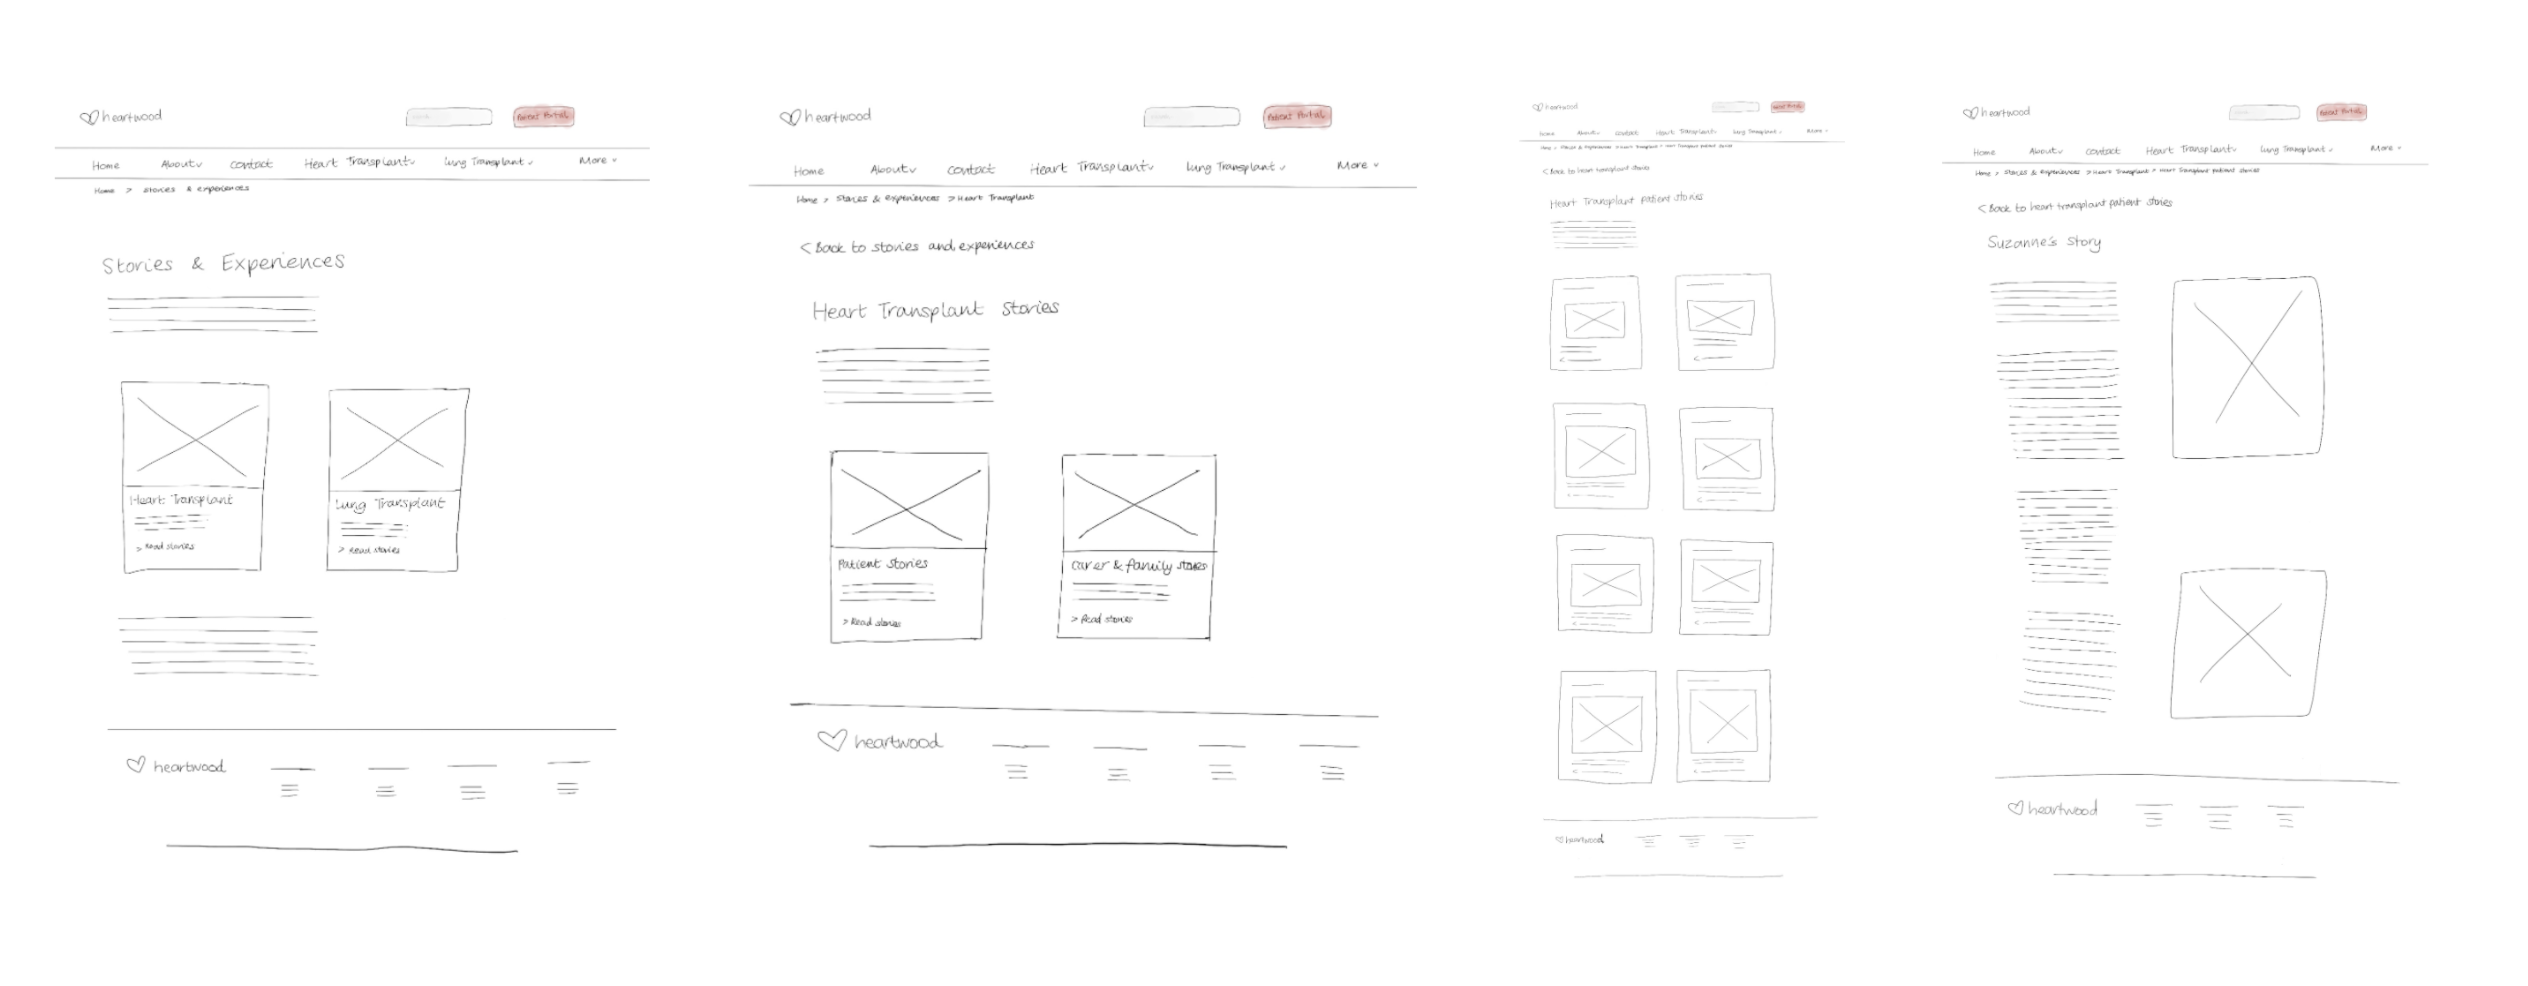 heartwood
Patient Portal
Home About Contact Heart Transplant Lung Transplant More
Home > Stories & experiences
Stories & Experiences
Heart Transplant
> Read stories
Lung Transplant
> Read stories
heartwood
heartwood
Patient Portal
Home About Contact Heart Transplant Lung Transplant More
Home > Stories & experiences > Heart Transplant
< Back to stories and experiences
Heart Transplant Stories
Patient Stories
> Read stories
Carer & family stories
> Read stories
heartwood
heartwood
Patient Portal
Home About Contact Heart Transplant Lung Transplant More
Home > Stories & experiences > Heart Transplant > Heart Transplant patient stories
< Back to heart transplant stories
Heart Transplant patient stories
heartwood
heartwood
Patient Portal
Home About Contact Heart Transplant Lung Transplant More
Home > Stories & experiences > Heart Transplant > Heart Transplant patient stories
< Back to heart transplant patient stories
Suzanne's Story
heartwood